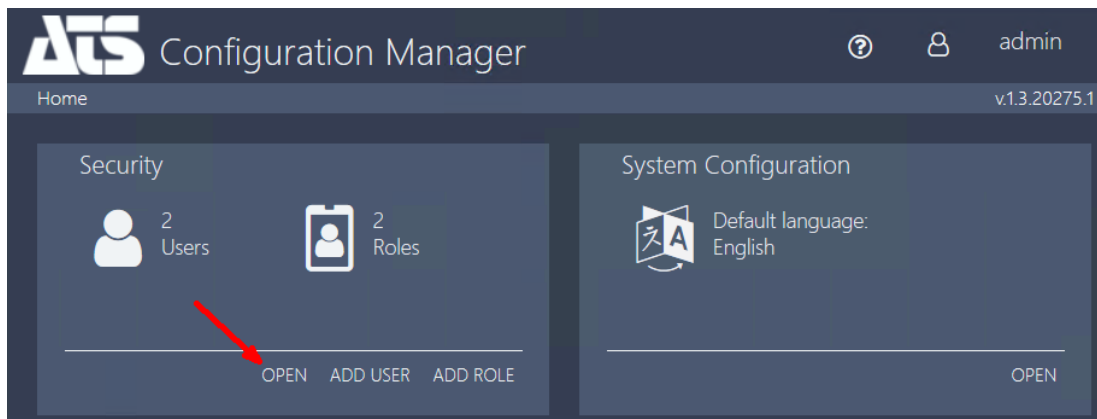 ATS Configuration Manager
admin
Home
v.1.3.20275.1
Security
2
Users
2
Roles
OPEN ADD USER ADD ROLE
System Configuration
Default language:
English
OPEN